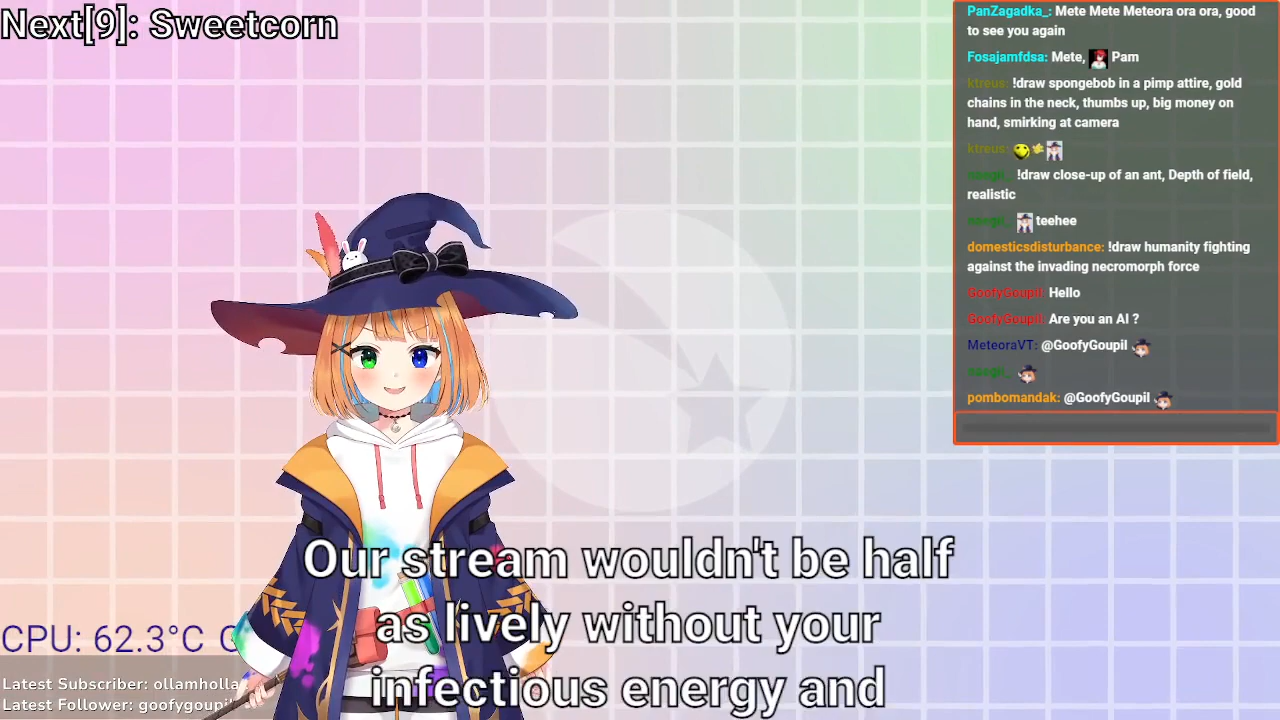 Next[9]: Sweetcorn
PanZagadka_: Mete Mete Meteora ora ora, good
to see you again
Fosajamfdsa: Mete, Pam
ktreus: !draw spongebob in a pimp attire, gold
chains in the neck, thumbs up, big money on
hand, smirking at camera
ktreus:
!draw close-up of an ant, Depth of field,
realistic
teehee
domesticsdisturbance: !draw humanity fighting
against the invading necromorph force
GoofyGoupil: Hello
GoofyGoupil: Are you an AI ?
MeteoraVT: @GoofyGoupil
pombomandak: @GoofyGoupil
Our stream wouldn't be half
as lively without your
infectious energy and
CPU: 62.3°C
Latest Subscriber: ollamholla
Latest Follower: goofygoupil